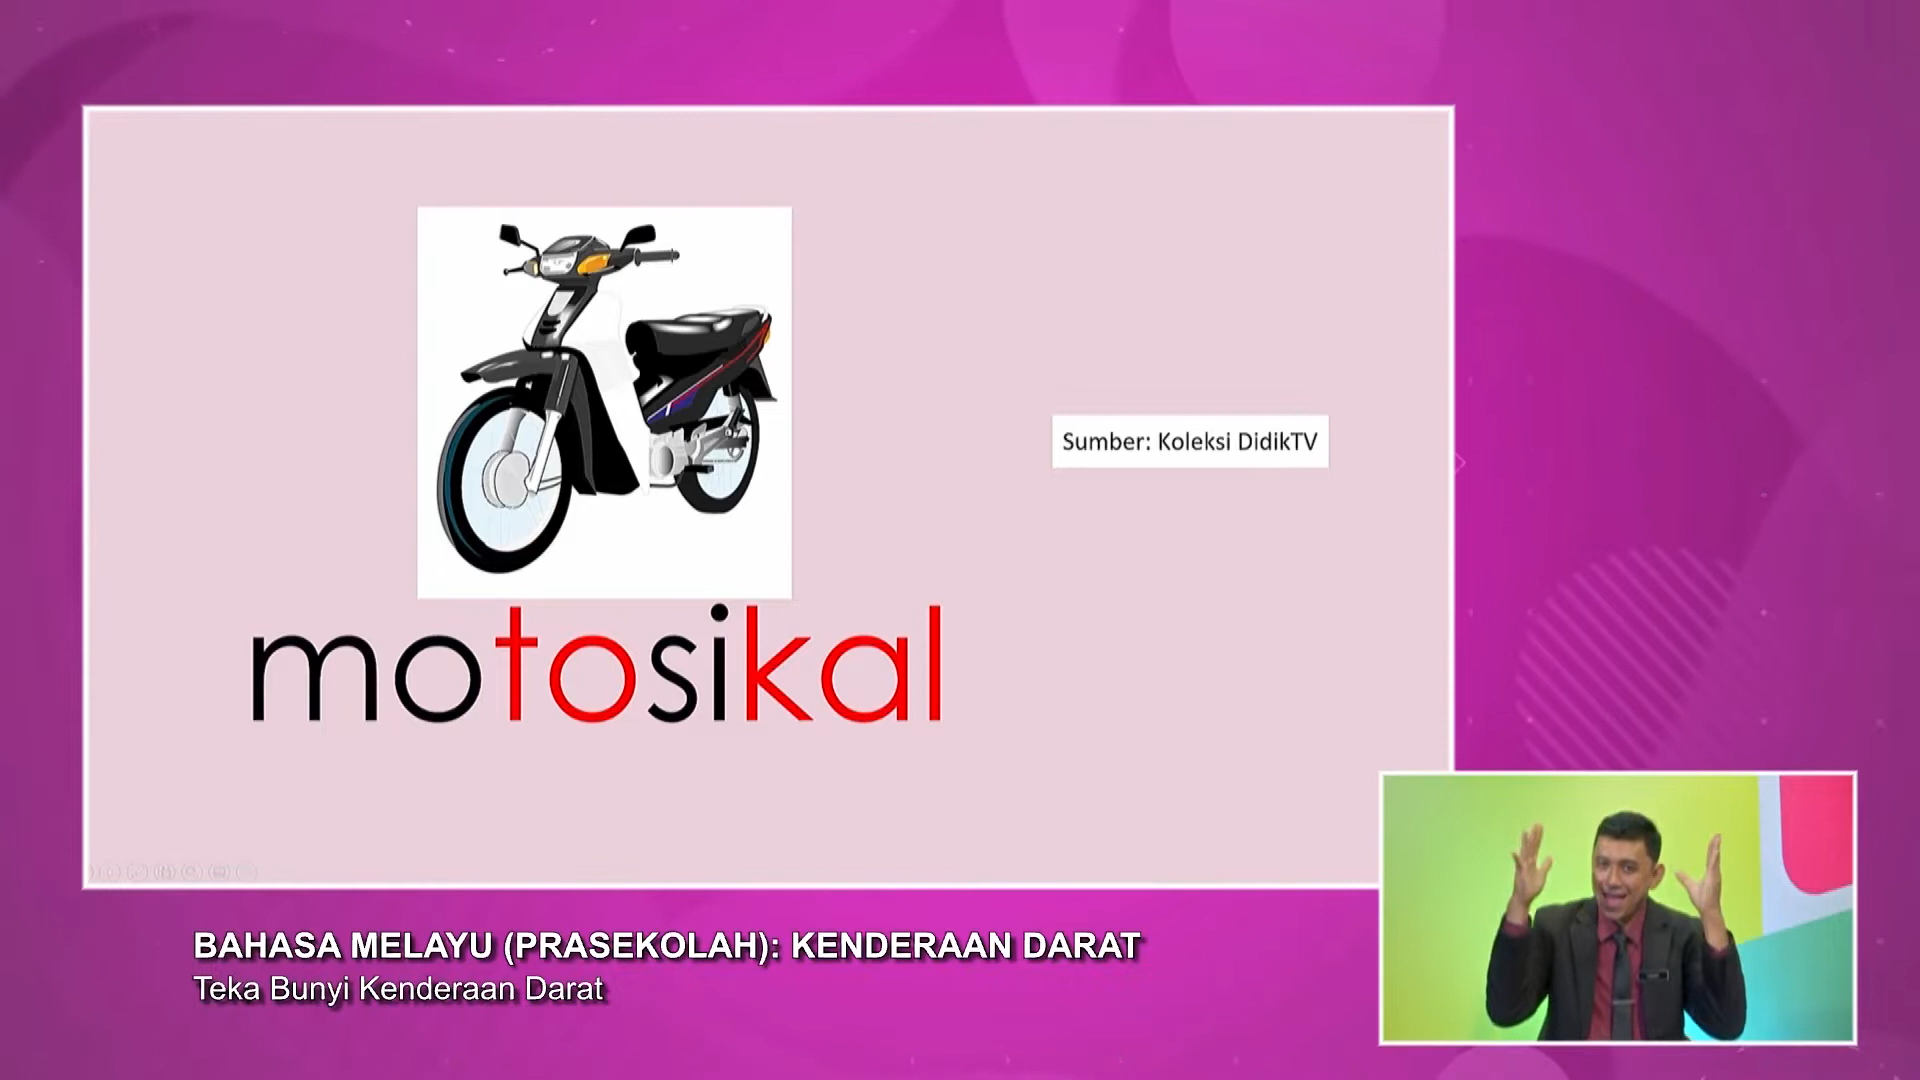 Sumber: Koleksi DidikTV
motosikal
BAHASA MELAYU (PRASEKOLAH): KENDERAAN DARAT
Teka Bunyi Kenderaan Darat